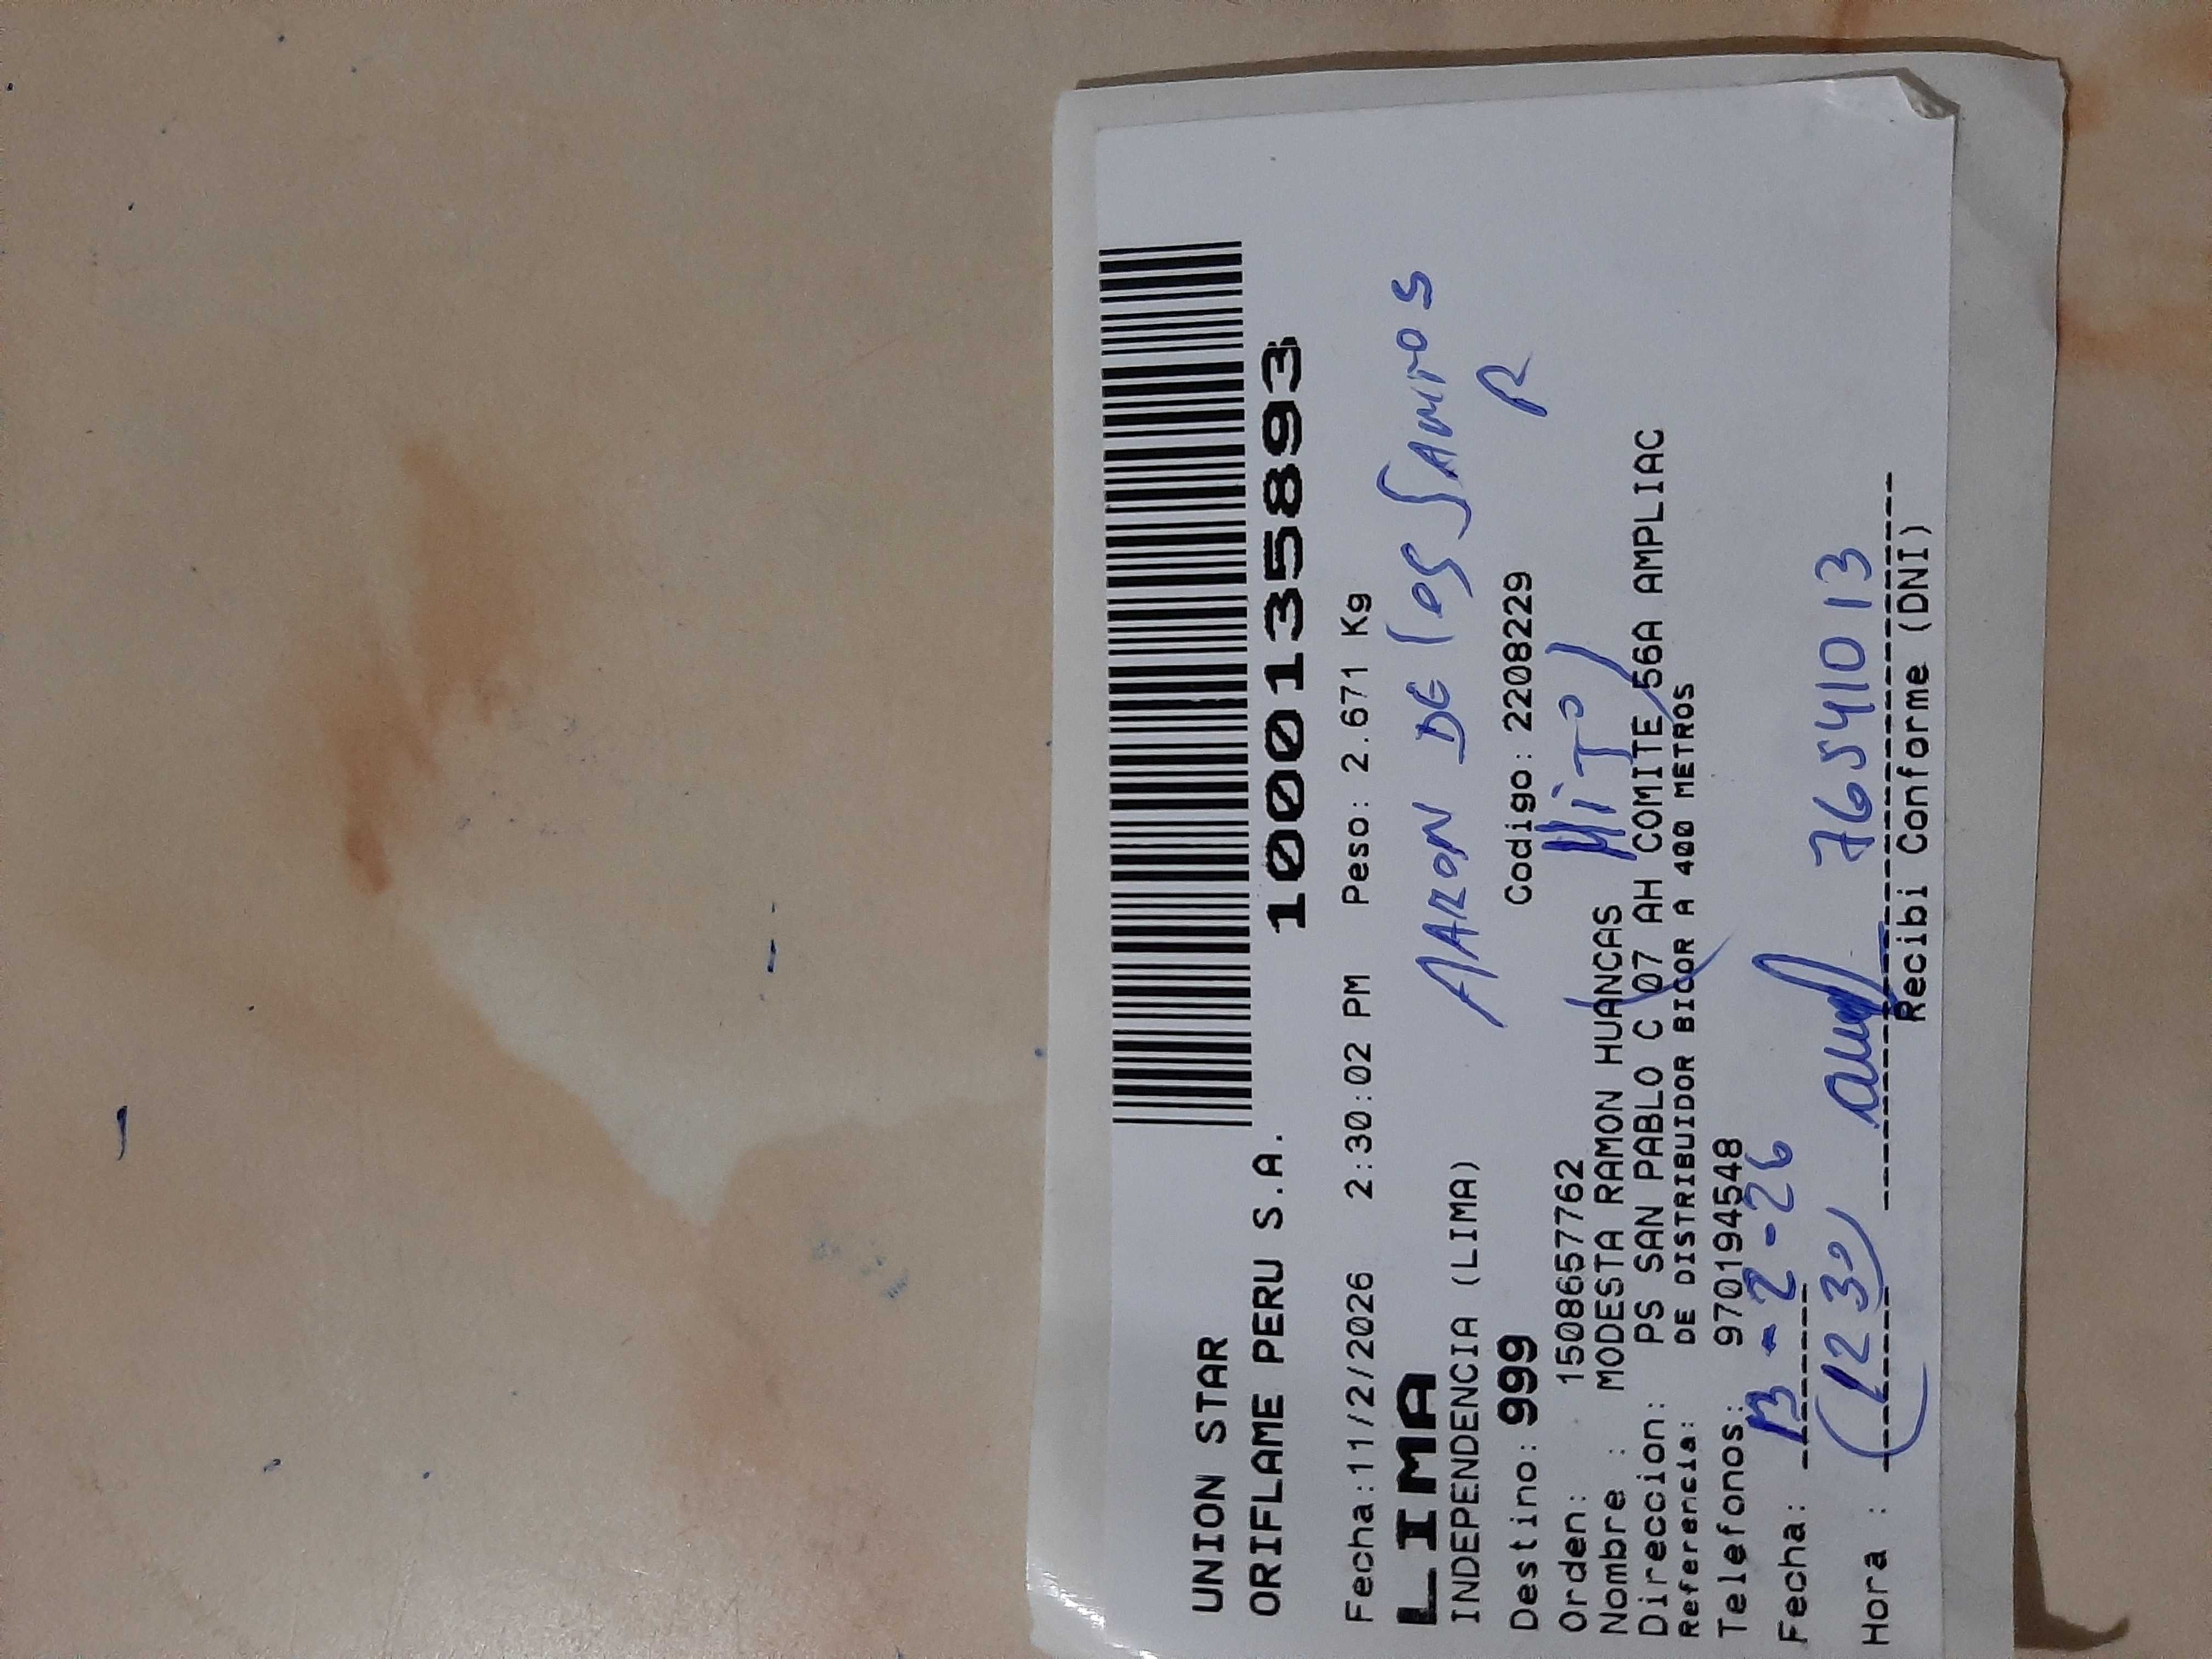 UNION STAR
ORIFLAME PERU S.A.
10001358893
Fecha:11/2/2026 2:30:02 PM Peso: 2.671 Kg
LIMA
INDEPENDENCIA (LIMA)
AARON DE LOS SANTOS
R
Destino: 999 Codigo: 2208229
Orden: 1508657762
HiJO
Nombre : MODESTA RAMON HUANCAS
Direccion: PS SAN PABLO C 07 AH COMITE 56A AMPLIAC
Referencia: DE DISTRIBUIDOR BICOR A 400 METROS
Telefonos: 970194548
Fecha: 13-2-26
Hora : (1230) 76541013
Recibi Conforme (DNI)